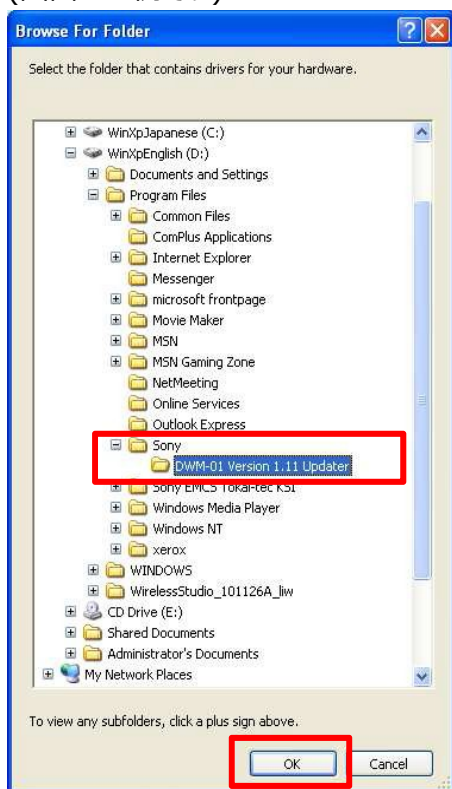 Browse For Folder
Select the folder that contains drivers for your hardware.
WinXpJapanese (C:)
WinXpEnglish (D:)
Documents and Settings
Program Files
Common Files
ComPlus Applications
Internet Explorer
Messenger
microsoft frontpage
Movie Maker
MSN
MSN Gaming Zone
NetMeeting
Online Services
Outlook Express
Sony
DWM-01 Version 1.11 Updater
Sony EMCS Tokai-tec KSI
Windows Media Player
Windows NT
xerox
WINDOWS
WirelessStudio_101126A_liw
CD Drive (E:)
Shared Documents
Administrator's Documents
My Network Places
To view any subfolders, click a plus sign above.
OK Cancel